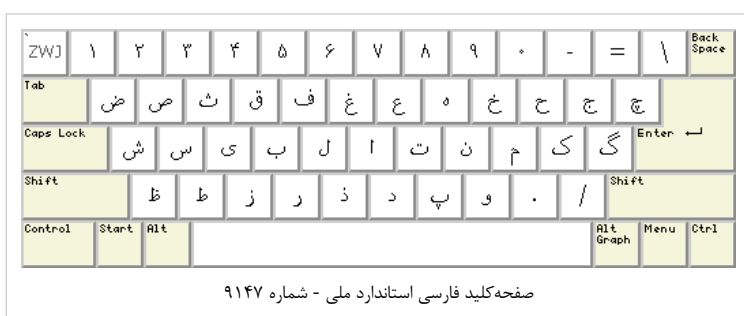 ` ZWJ ۱ ۲ ۳ ۴ ۵ ۶ ۷ ۸ ۹ ۰ - = \ Back Space
Tab ض ص ث ق ف غ ع ه خ ح ج چ
Caps Lock ش س ی ب ل ا ت ن م ک گ Enter ↵
Shift ظ ط ز ر ذ د پ و . / Shift
Control Start Alt Alt Graph Menu Ctrl
صفحه‌کلید فارسی استاندارد ملی - شماره ۹۱۴۷